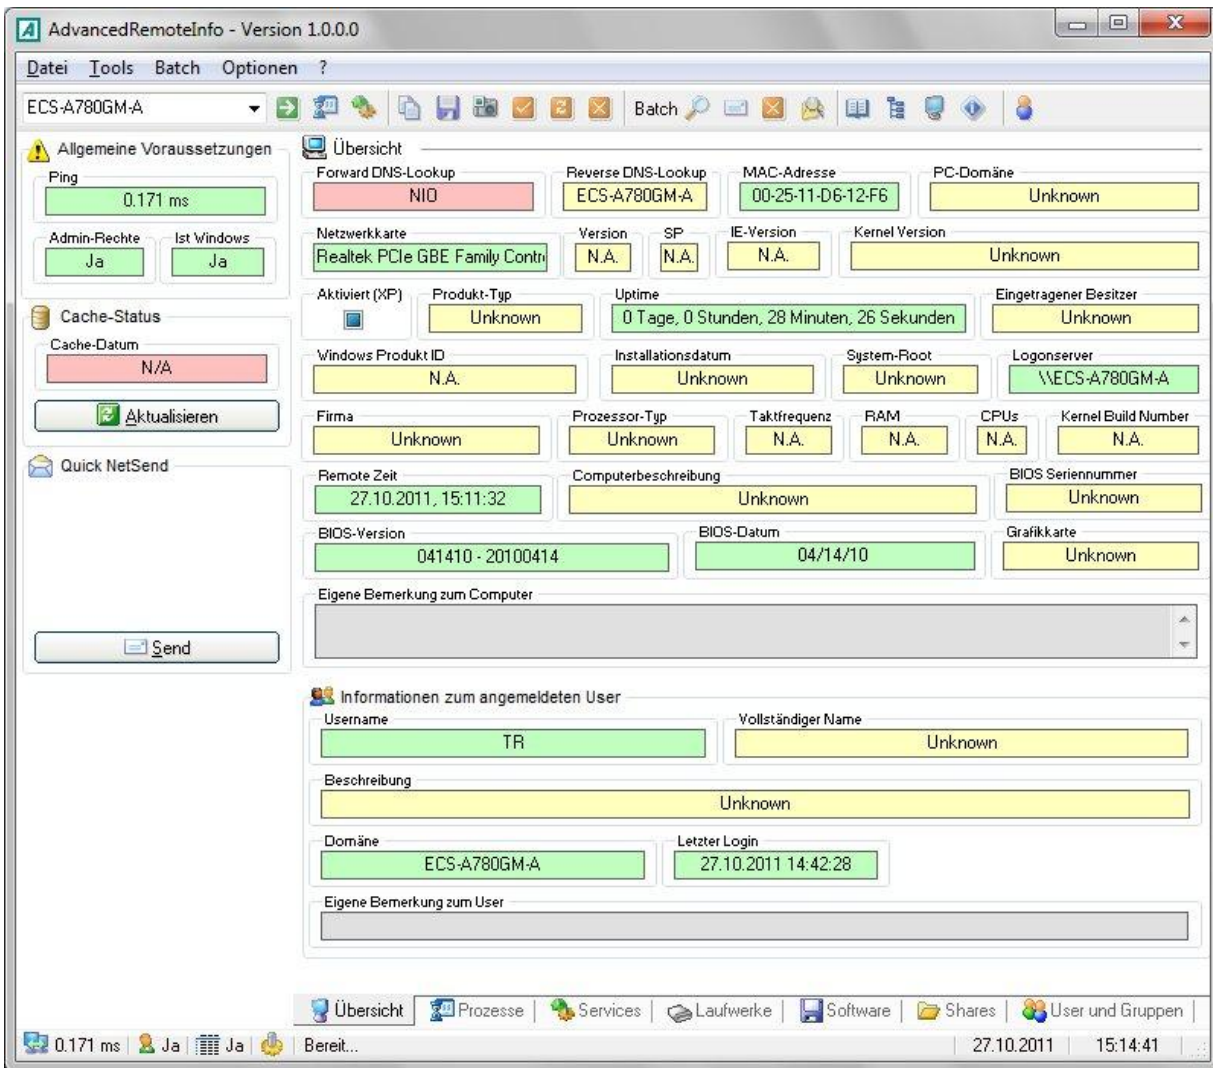 AdvancedRemoteInfo - Version 1.0.0.0
Datei Tools Batch Optionen ?
ECS-A780GM-A Batch
Allgemeine Voraussetzungen
Ping
0.171 ms
Admin-Rechte Ist Windows
Ja Ja
Cache-Status
Cache-Datum
N/A
Aktualisieren
Quick NetSend
Send
Übersicht
Forward DNS-Lookup Reverse DNS-Lookup MAC-Adresse PC-Domäne
NIO ECS-A780GM-A 00-25-11-D6-12-F6 Unknown
Netzwerkkarte Version SP IE-Version Kernel Version
Realtek PCIe GBE Family Contr N.A. N.A. N.A. Unknown
Aktiviert (XP) Produkt-Typ Uptime Eingetragener Besitzer
Unknown 0 Tage, 0 Stunden, 28 Minuten, 26 Sekunden Unknown
Windows Produkt ID Installationsdatum System-Root Logonserver
N.A. Unknown Unknown \\ECS-A780GM-A
Firma Prozessor-Typ Taktfrequenz RAM CPUs Kernel Build Number
Unknown Unknown N.A. N.A. N.A. N.A.
Remote Zeit Computerbeschreibung BIOS Seriennummer
27.10.2011, 15:11:32 Unknown Unknown
BIOS-Version BIOS-Datum Grafikkarte
041410 - 20100414 04/14/10 Unknown
Eigene Bemerkung zum Computer
Informationen zum angemeldeten User
Username Vollständiger Name
TR Unknown
Beschreibung
Unknown
Domäne Letzter Login
ECS-A780GM-A 27.10.2011 14:42:28
Eigene Bemerkung zum User
Übersicht Prozesse Services Laufwerke Software Shares User und Gruppen
0.171 ms Ja Ja Bereit... 27.10.2011 15:14:41